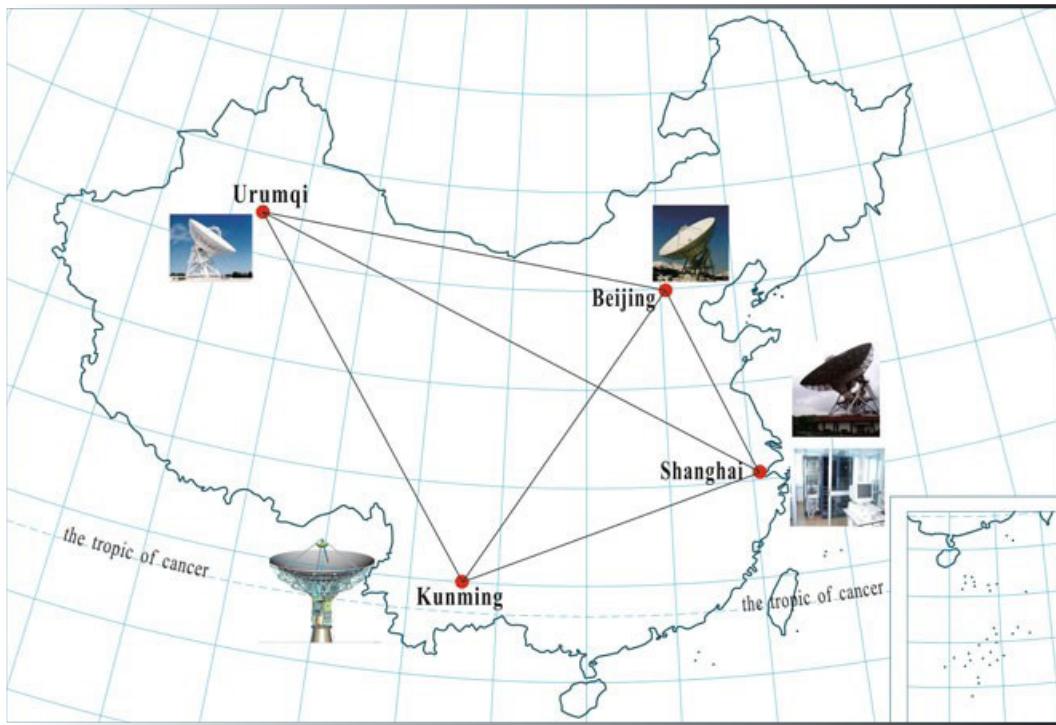 Urumqi
Beijing
Shanghai
the tropic of cancer
Kunming
the tropic of cancer